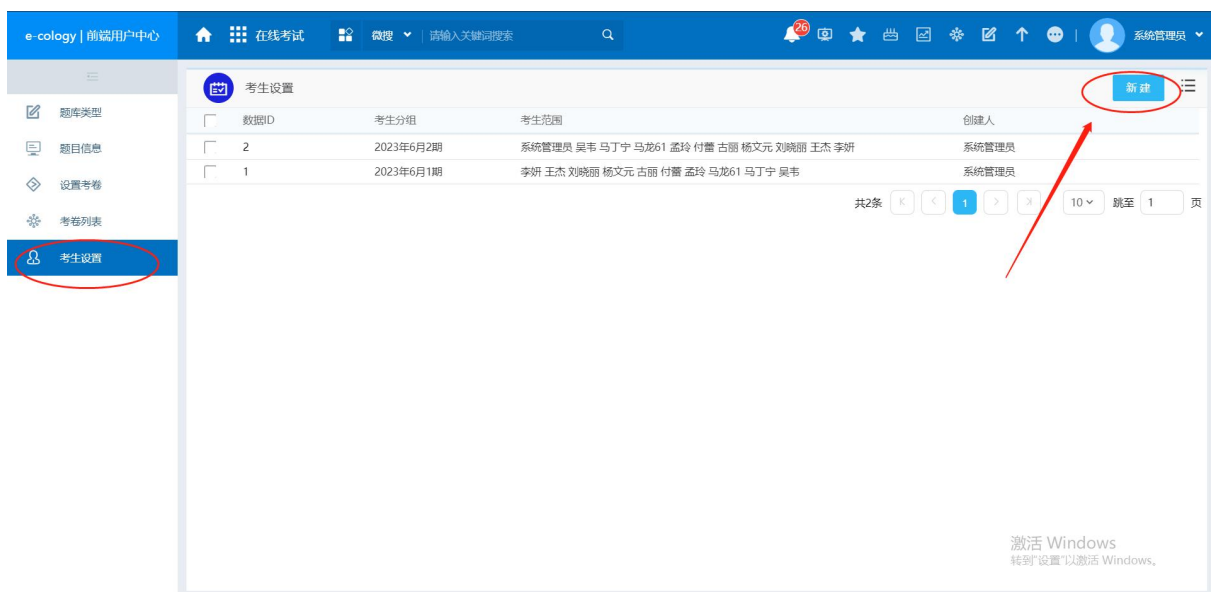 e-cology | 前端用户中心 在线考试 微搜 请输入关键词搜索 26 系统管理员
考生设置 新建
题库类型
题目信息
设置考卷
考卷列表
考生设置
数据ID 考生分组 考生范围 创建人
2 2023年6月2期 系统管理员 吴韦 马丁宁 马龙61 孟玲 付蕾 古丽 杨文元 刘晓丽 王杰 李妍 系统管理员
1 2023年6月1期 李妍 王杰 刘晓丽 杨文元 古丽 付蕾 孟玲 马龙61 马丁宁 吴韦 系统管理员
共2条 1 10 跳至 1 页
激活 Windows
转到"设置"以激活 Windows。